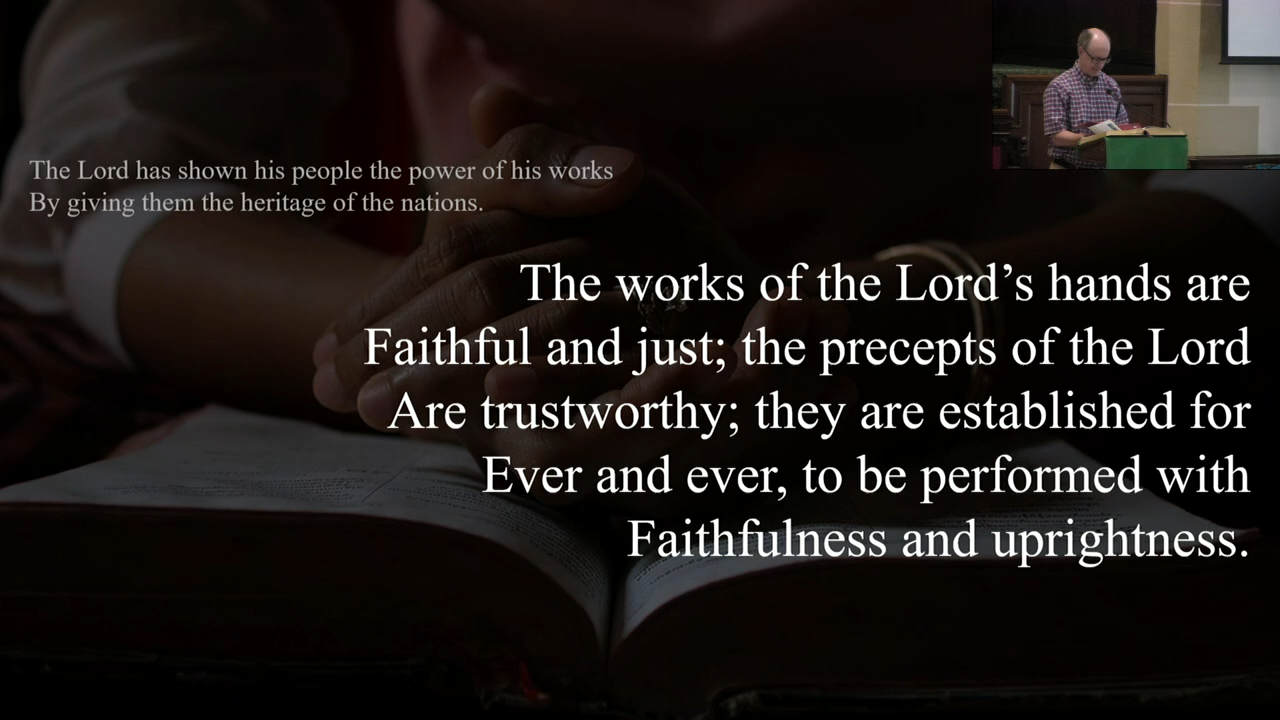 The Lord has shown his people the power of his works
By giving them the heritage of the nations.
The works of the Lord’s hands are
Faithful and just; the precepts of the Lord
Are trustworthy; they are established for
Ever and ever, to be performed with
Faithfulness and uprightness.